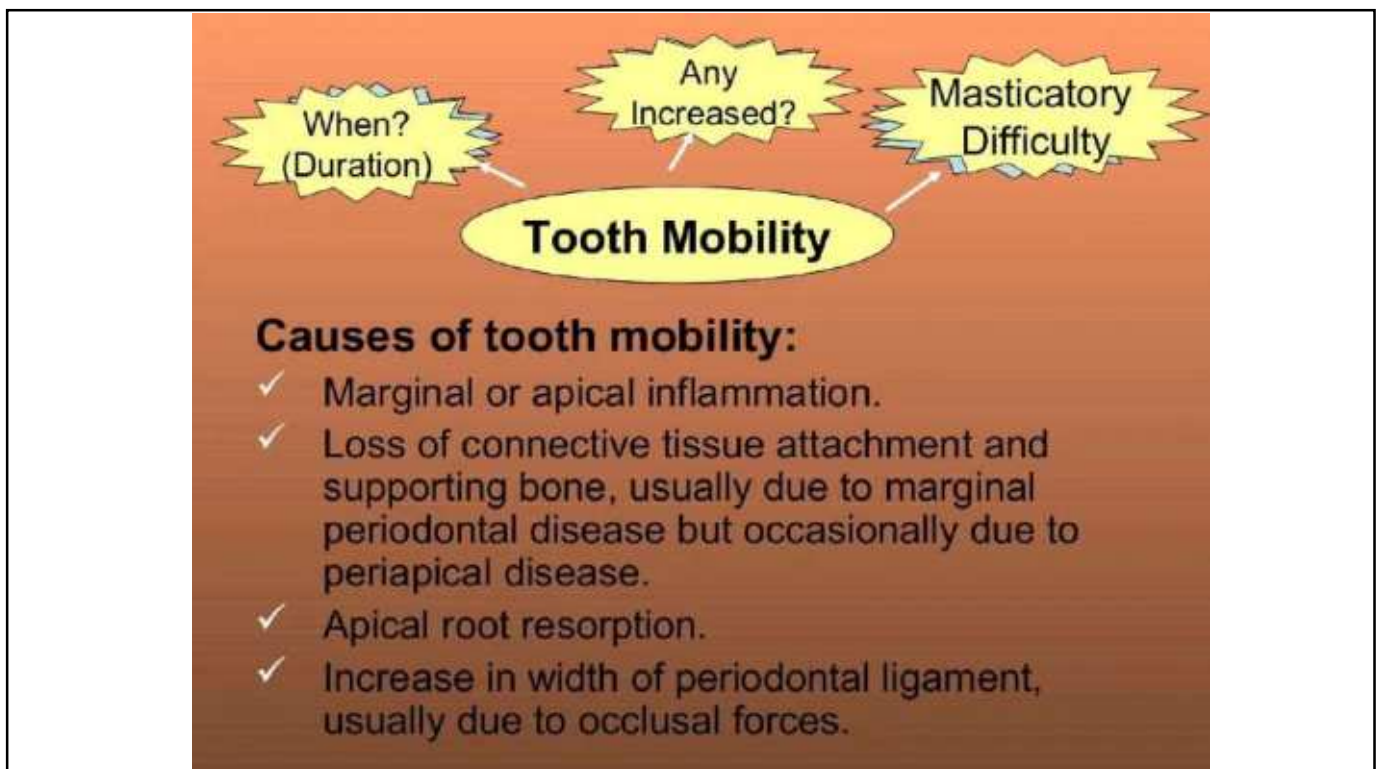 When?
(Duration)
Any
Increased?
Masticatory
Difficulty
Tooth Mobility
Causes of tooth mobility:
✓ Marginal or apical inflammation.
✓ Loss of connective tissue attachment and
supporting bone, usually due to marginal
periodontal disease but occasionally due to
periapical disease.
✓ Apical root resorption.
✓ Increase in width of periodontal ligament,
usually due to occlusal forces.